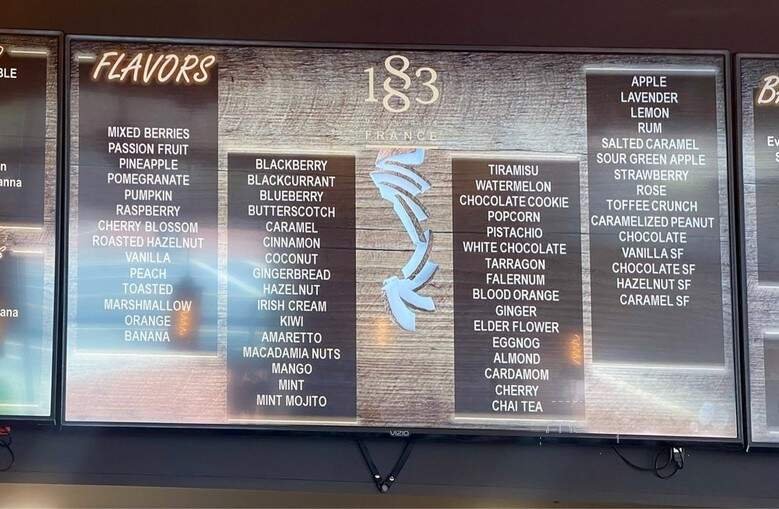 BLE
n
anna
ana
FLAVORS
MIXED BERRIES
PASSION FRUIT
PINEAPPLE
POMEGRANATE
PUMPKIN
RASPBERRY
CHERRY BLOSSOM
ROASTED HAZELNUT
VANILLA
PEACH
TOASTED
MARSHMALLOW
ORANGE
BANANA
BLACKBERRY
BLACKCURRANT
BLUEBERRY
BUTTERSCOTCH
CARAMEL
CINNAMON
COCONUT
GINGERBREAD
HAZELNUT
IRISH CREAM
KIWI
AMARETTO
MACADAMIA NUTS
MANGO
MINT
MINT MOJITO
1883
FRANCE
TIRAMISU
WATERMELON
CHOCOLATE COOKIE
POPCORN
PISTACHIO
WHITE CHOCOLATE
TARRAGON
FALERNUM
BLOOD ORANGE
GINGER
ELDER FLOWER
EGGNOG
ALMOND
CARDAMOM
CHERRY
CHAI TEA
APPLE
LAVENDER
LEMON
RUM
SALTED CARAMEL
SOUR GREEN APPLE
STRAWBERRY
ROSE
TOFFEE CRUNCH
CARAMELIZED PEANUT
CHOCOLATE
VANILLA SF
CHOCOLATE SF
HAZELNUT SF
CARAMEL SF
VIZIO
Ev
S